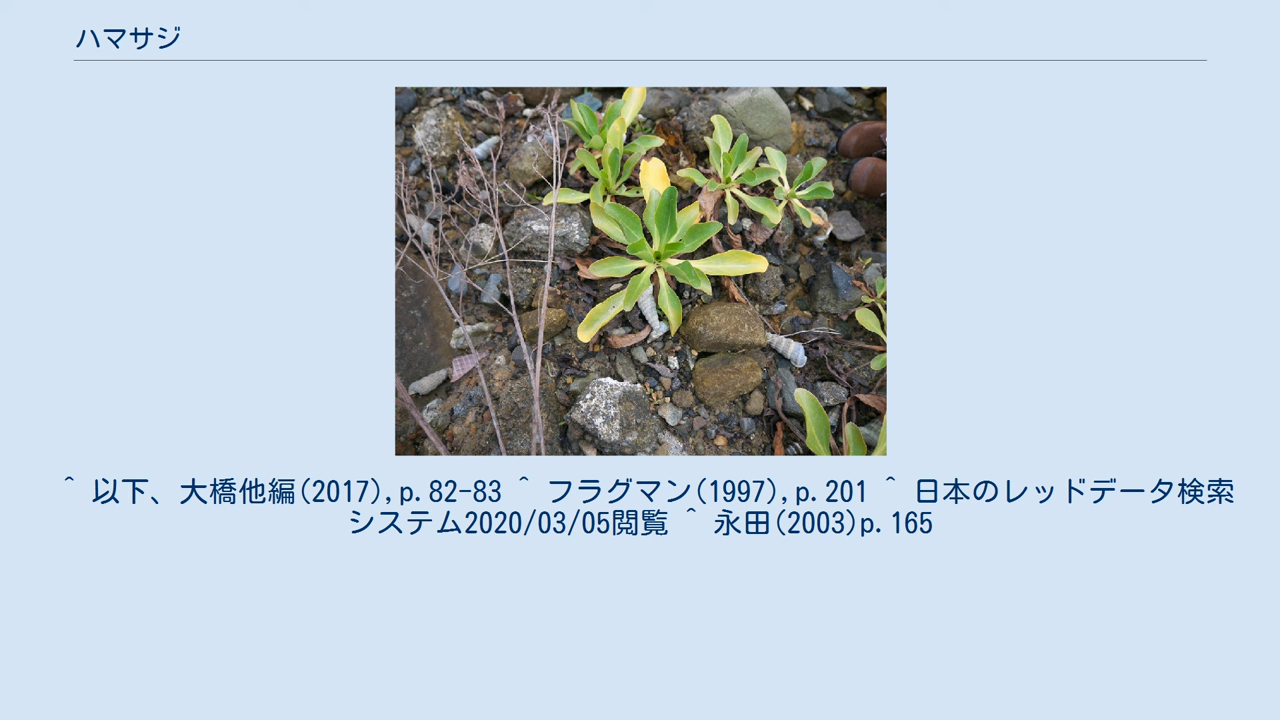 ハマサジ
^ 以下、大橋他編(2017),p.82-83 ^ フラグマン(1997),p.201 ^ 日本のレッドデータ検索
システム2020/03/05閲覧 ^ 永田(2003)p.165